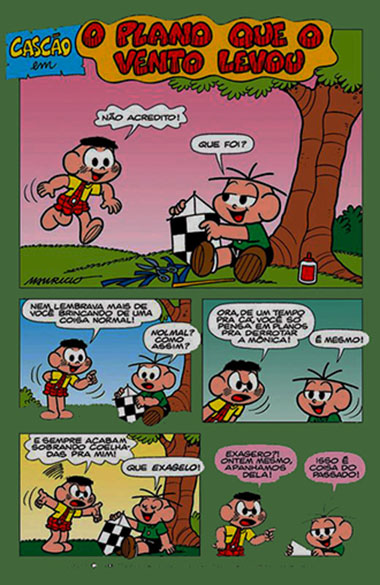 CASCÃO
em
O PLANO QUE O
VENTO LEVOU
NÃO ACREDITO!
QUE FOI?
MAURICIO
NEM LEMBRAVA MAIS DE
VOCÊ BRINCANDO DE UMA
COISA NORMAL!
NOLMAL?
COMO
ASSIM?
ORA, DE UM TEMPO
PRA CÁ, VOCÊ SÓ
PENSA EM PLANOS
PRA DERROTAR
A MÔNICA!
É MESMO!
E SEMPRE ACABAM
SOBRANDO COELHA-
DAS PRA MIM!
QUE EXAGELO!
EXAGERO?!
ONTEM MESMO,
APANHAMOS
DELA!
ISSO É
COISA DO
PASSADO!